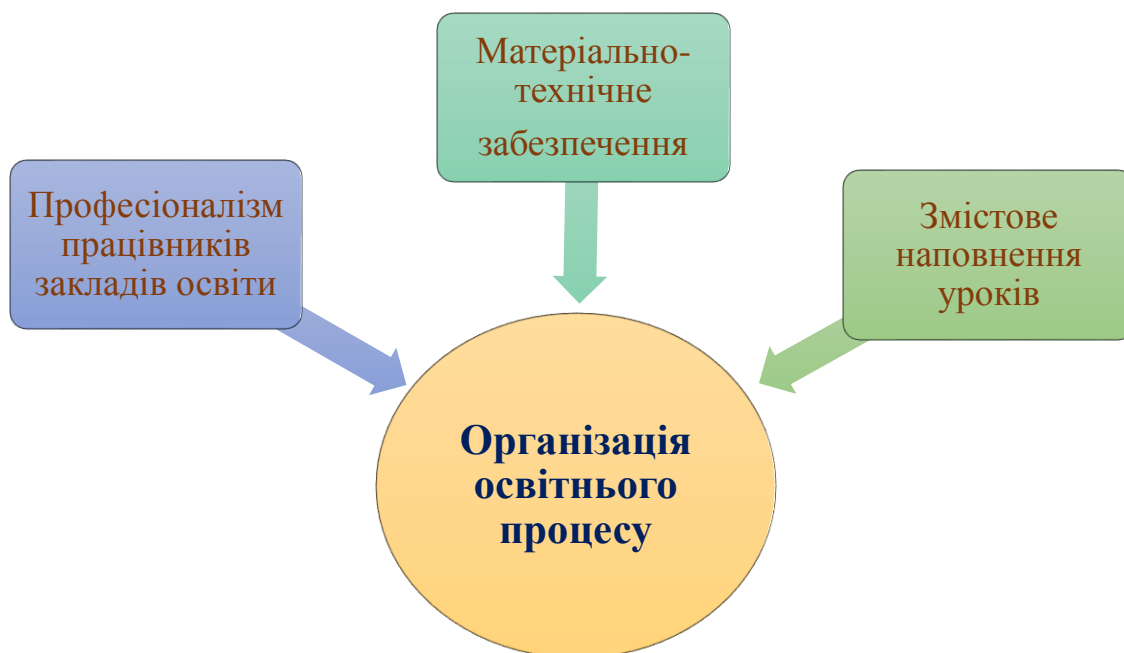 Матеріально-
технічне
забезпечення
Професіоналізм
працівників
закладів освіти
Змістове
наповнення
уроків
Організація
освітнього
процесу